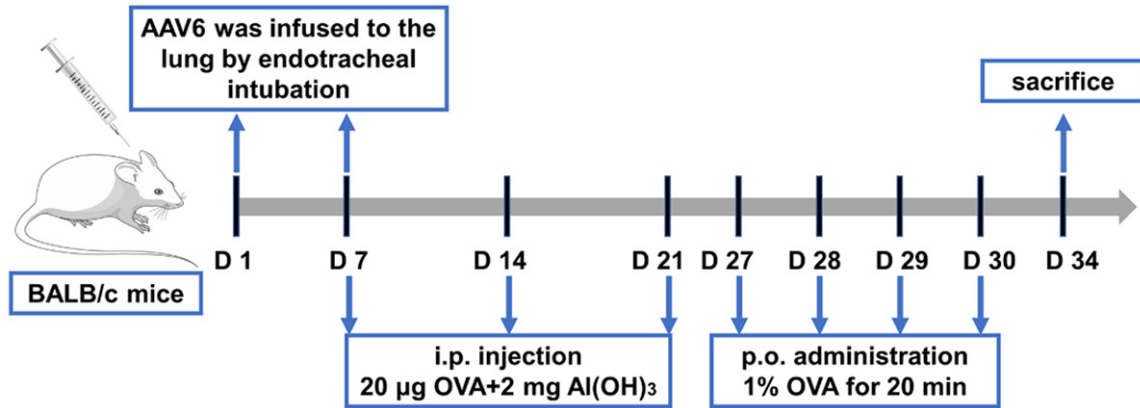 AAV6 was infused to the
lung by endotracheal
intubation
sacrifice
D 1
D 7
D 14
D 21
D 27
D 28
D 29
D 30
D 34
BALB/c mice
i.p. injection
20 μg OVA+2 mg Al(OH)₃
p.o. administration
1% OVA for 20 min